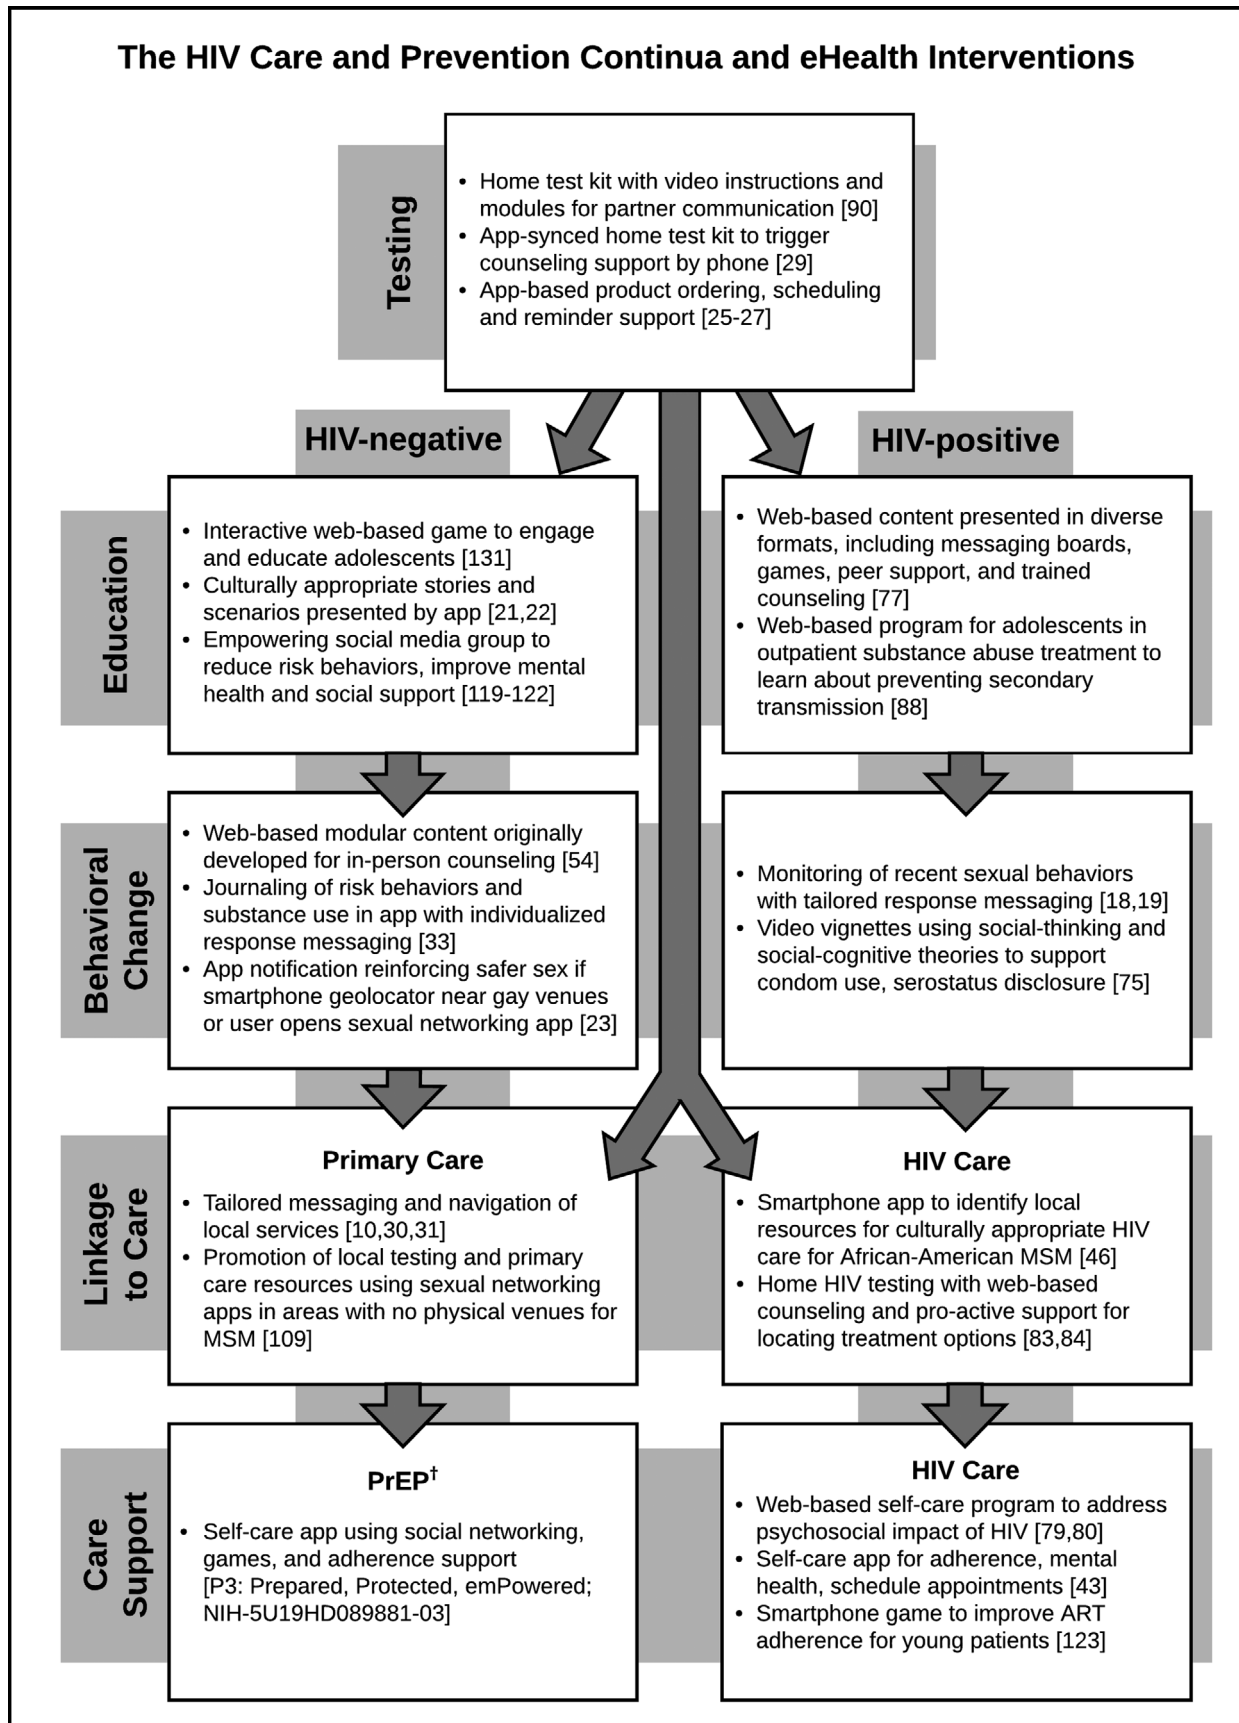 The HIV Care and Prevention Continua and eHealth Interventions
Testing
• Home test kit with video instructions and
modules for partner communication [90]
• App-synced home test kit to trigger
counseling support by phone [29]
• App-based product ordering, scheduling
and reminder support [25-27]
HIV-negative
HIV-positive
Education
• Interactive web-based game to engage
and educate adolescents [131]
• Culturally appropriate stories and
scenarios presented by app [21,22]
• Empowering social media group to
reduce risk behaviors, improve mental
health and social support [119-122]
• Web-based content presented in diverse
formats, including messaging boards,
games, peer support, and trained
counseling [77]
• Web-based program for adolescents in
outpatient substance abuse treatment to
learn about preventing secondary
transmission [88]
Behavioral
Change
• Web-based modular content originally
developed for in-person counseling [54]
• Journaling of risk behaviors and
substance use in app with individualized
response messaging [33]
• App notification reinforcing safer sex if
smartphone geolocator near gay venues
or user opens sexual networking app [23]
• Monitoring of recent sexual behaviors
with tailored response messaging [18,19]
• Video vignettes using social-thinking and
social-cognitive theories to support
condom use, serostatus disclosure [75]
Linkage
to Care
Primary Care
• Tailored messaging and navigation of
local services [10,30,31]
• Promotion of local testing and primary
care resources using sexual networking
apps in areas with no physical venues for
MSM [109]
HIV Care
• Smartphone app to identify local
resources for culturally appropriate HIV
care for African-American MSM [46]
• Home HIV testing with web-based
counseling and pro-active support for
locating treatment options [83,84]
Care
Support
PrEP†
• Self-care app using social networking,
games, and adherence support
[P3: Prepared, Protected, emPowered;
NIH-5U19HD089881-03]
HIV Care
• Web-based self-care program to address
psychosocial impact of HIV [79,80]
• Self-care app for adherence, mental
health, schedule appointments [43]
• Smartphone game to improve ART
adherence for young patients [123]